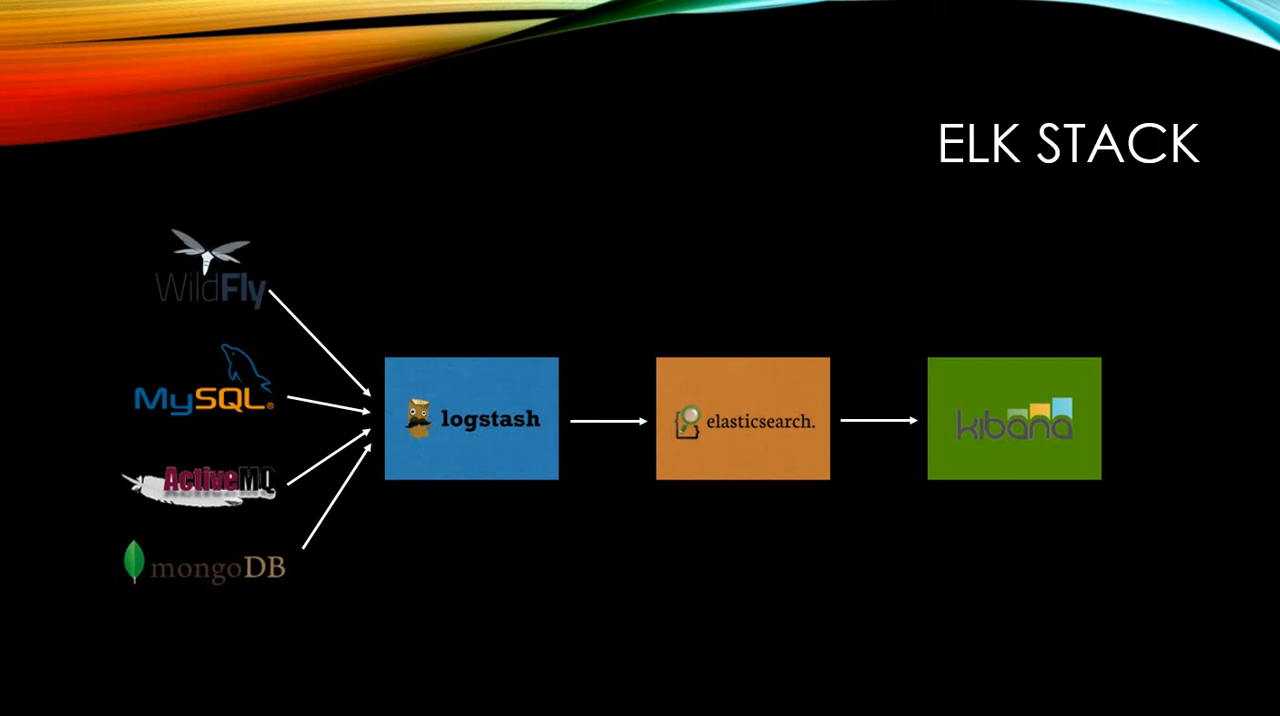 ELK STACK
WildFly
MySQL®
ActiveMQ
mongoDB
logstash
elasticsearch.
kibana